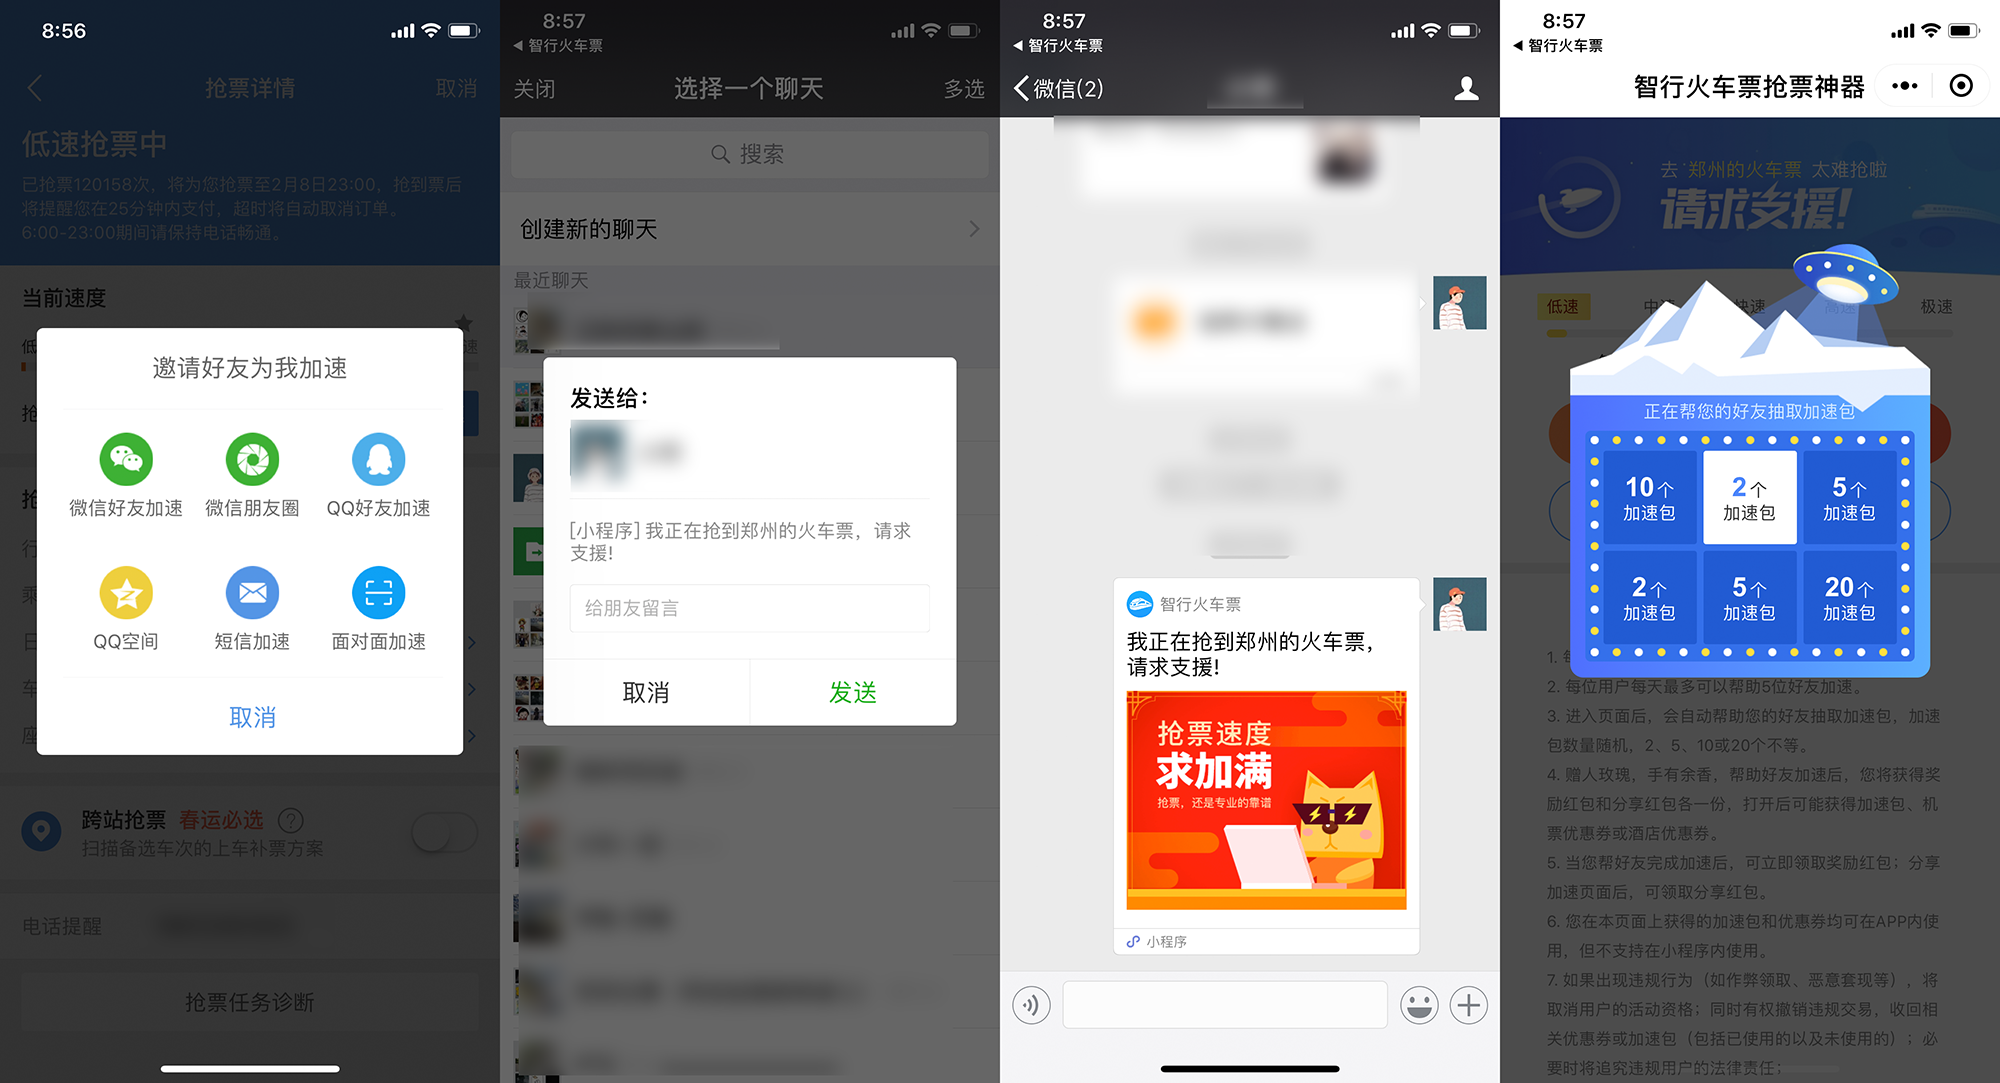 8:56
抢票详情
取消
低速抢票中
已抢票120158次，将为您抢票至2月8日23:00，抢到票后
将提醒您在25分钟内支付，超时将自动取消订单。
6:00-23:00期间请保持电话畅通。
当前速度
低
速
邀请好友为我加速
抢
微信好友加速
微信朋友圈
QQ好友加速
抢
行
乘
QQ空间
短信加速
面对面加速
日
车
取消
座
跨站抢票 春运必选 ?
扫描备选车次的上车补票方案
电话提醒
抢票任务诊断
8:57
智行火车票
关闭
选择一个聊天
多选
搜索
创建新的聊天
最近聊天
发送给：
[小程序] 我正在抢到郑州的火车票，请求
支援!
给朋友留言
取消
发送
8:57
智行火车票
微信(2)
智行火车票
我正在抢到郑州的火车票，
请求支援!
抢票速度
求加满
抢票，还是专业的靠谱
小程序
8:57
智行火车票
智行火车票抢票神器
去 郑州的火车票 太难抢啦
请求支援!
低速
快速
极速
正在帮您的好友抽取加速包
10个
加速包
2个
加速包
5个
加速包
2个
加速包
5个
加速包
20个
加速包
1.
2. 每位用户每天最多可以帮助5位好友加速。
3. 进入页面后，会自动帮助您的好友抽取加速包，加速
包数量随机，2、5、10或20个不等。
4. 赠人玫瑰，手有余香，帮助好友加速后，您将获得奖
励红包和分享红包各一份，打开后可能获得加速包、机
票优惠券或酒店优惠券。
5. 当您帮好友完成加速后，可立即领取奖励红包；分享
加速页面后，可领取分享红包。
6. 您在本页面上获得的加速包和优惠券均可在APP内使
用，但不支持在小程序内使用。
7. 如果出现违规行为（如作弊领取、恶意套现等），将
取消用户的活动资格；同时有权撤销违规交易，收回相
关优惠券或加速包（包括已使用的以及未使用的）；必
要时将追究违规用户的法律责任；